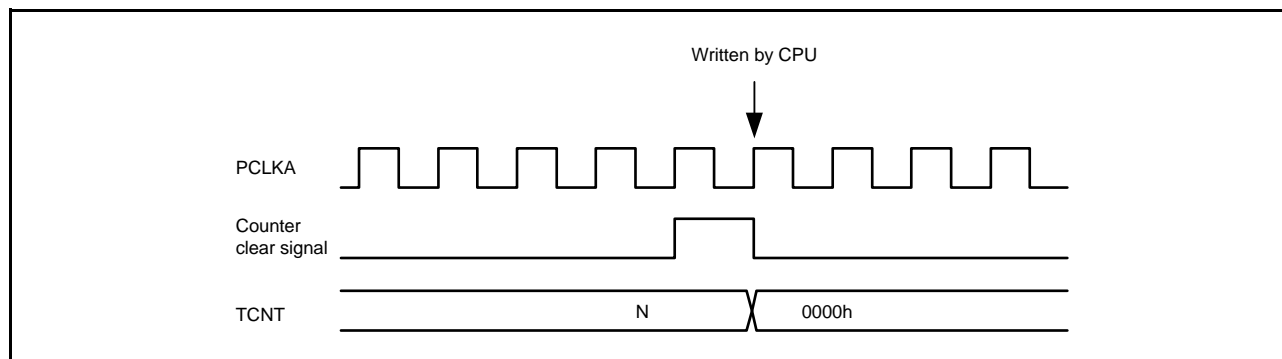 Written by CPU
PCLKA
Counter
clear signal
TCNT
N
0000h